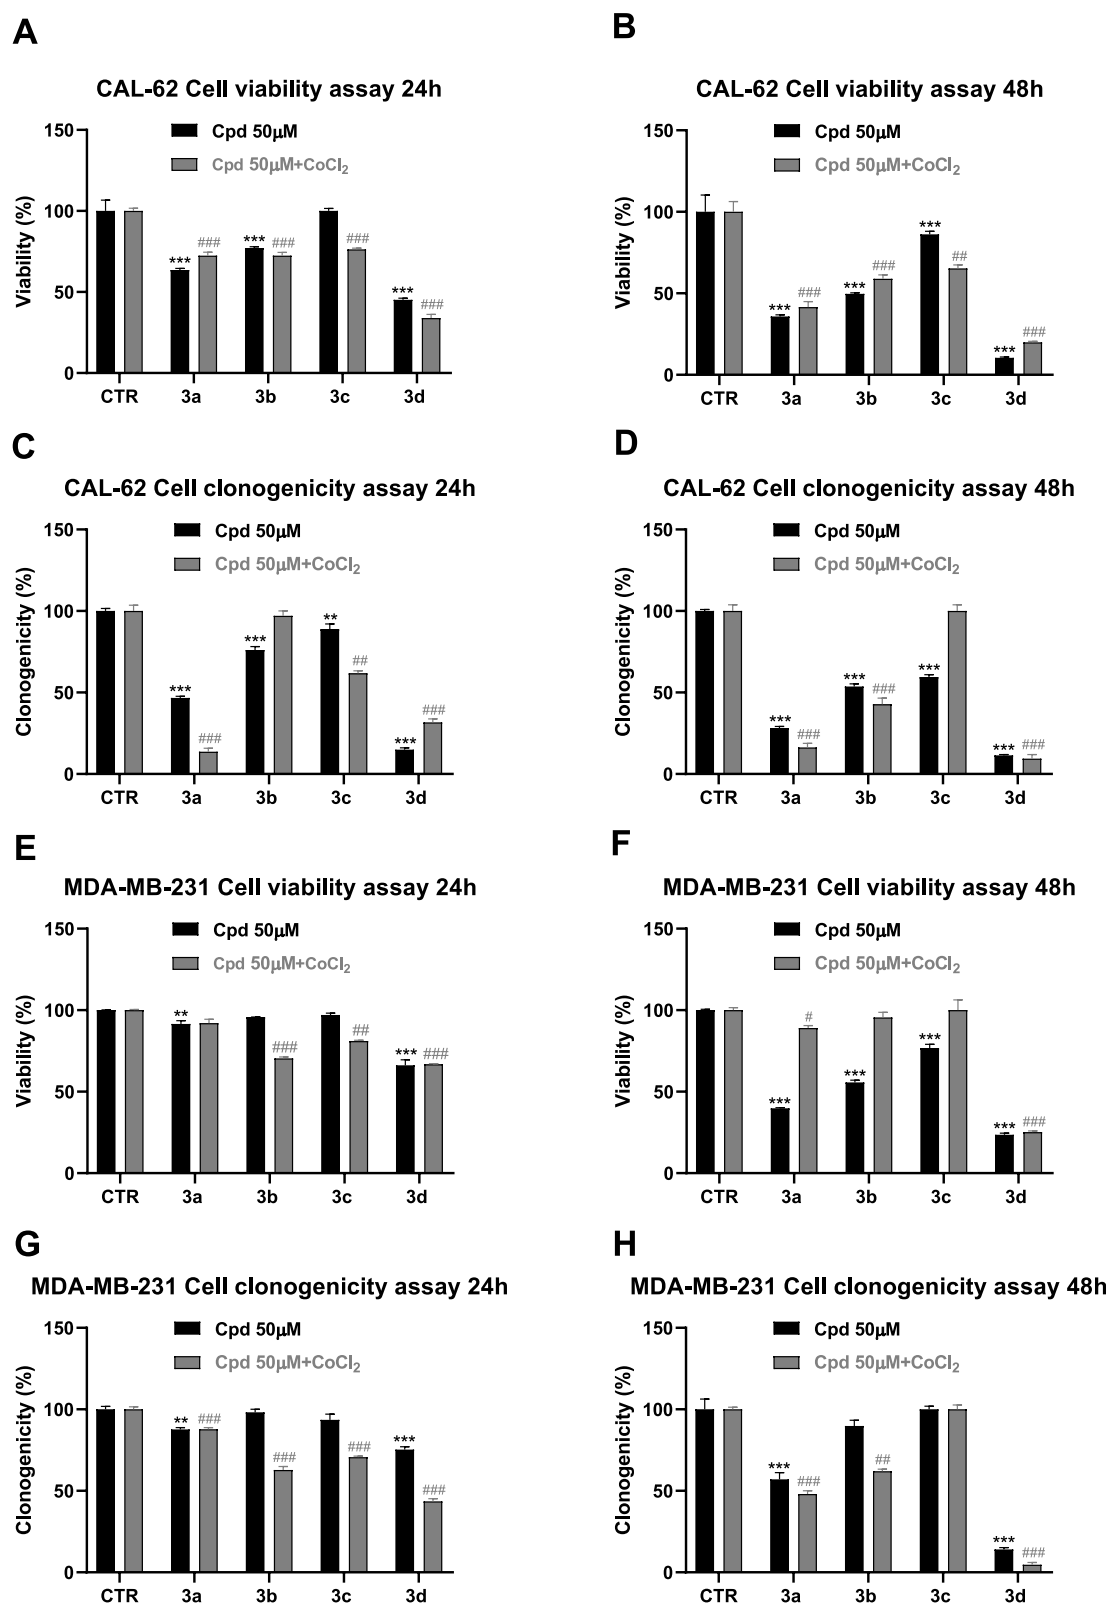 A
CAL-62 Cell viability assay 24h
150
100
50
0
Viability (%)
Cpd 50μM
Cpd 50μM+CoCl₂
***
###
***
###
###
***
###
CTR 3a 3b 3c 3d
B
CAL-62 Cell viability assay 48h
150
100
50
0
Viability (%)
Cpd 50μM
Cpd 50μM+CoCl₂
***
###
***
###
***
##
***
###
CTR 3a 3b 3c 3d
C
CAL-62 Cell clonogenicity assay 24h
150
100
50
0
Clonogenicity (%)
Cpd 50μM
Cpd 50μM+CoCl₂
***
###
***
**
##
***
###
CTR 3a 3b 3c 3d
D
CAL-62 Cell clonogenicity assay 48h
150
100
50
0
Clonogenicity (%)
Cpd 50μM
Cpd 50μM+CoCl₂
***
###
***
###
***
***
###
CTR 3a 3b 3c 3d
E
MDA-MB-231 Cell viability assay 24h
150
100
50
0
Viability (%)
Cpd 50μM
Cpd 50μM+CoCl₂
**
###
##
***
###
CTR 3a 3b 3c 3d
F
MDA-MB-231 Cell viability assay 48h
150
100
50
0
Viability (%)
Cpd 50μM
Cpd 50μM+CoCl₂
***
#
***
***
***
###
CTR 3a 3b 3c 3d
G
MDA-MB-231 Cell clonogenicity assay 24h
150
100
50
0
Clonogenicity (%)
Cpd 50μM
Cpd 50μM+CoCl₂
**
###
###
###
***
###
CTR 3a 3b 3c 3d
H
MDA-MB-231 Cell clonogenicity assay 48h
150
100
50
0
Clonogenicity (%)
Cpd 50μM
Cpd 50μM+CoCl₂
***
###
##
***
###
CTR 3a 3b 3c 3d